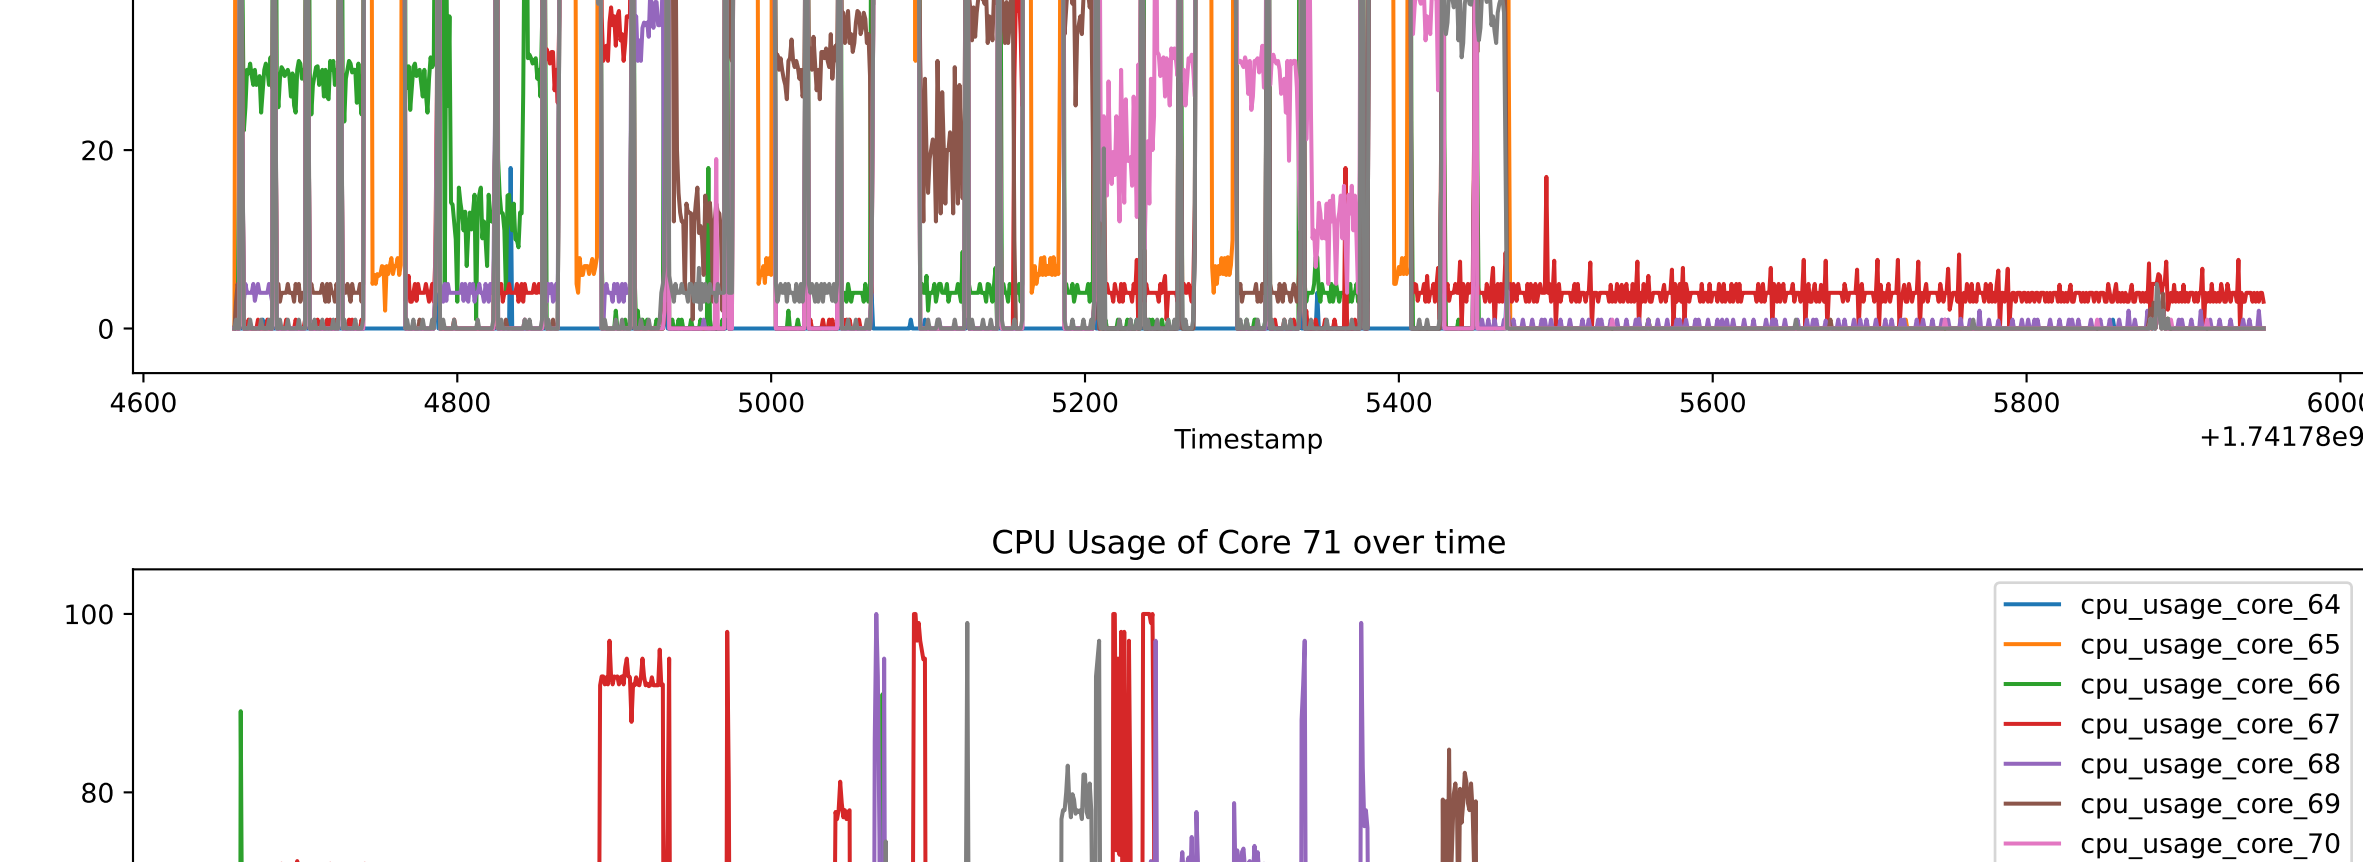 20
0
4600 4800 5000 5200 5400 5600 5800 6000
Timestamp
+1.74178e9
CPU Usage of Core 71 over time
100
80
cpu_usage_core_64
cpu_usage_core_65
cpu_usage_core_66
cpu_usage_core_67
cpu_usage_core_68
cpu_usage_core_69
cpu_usage_core_70